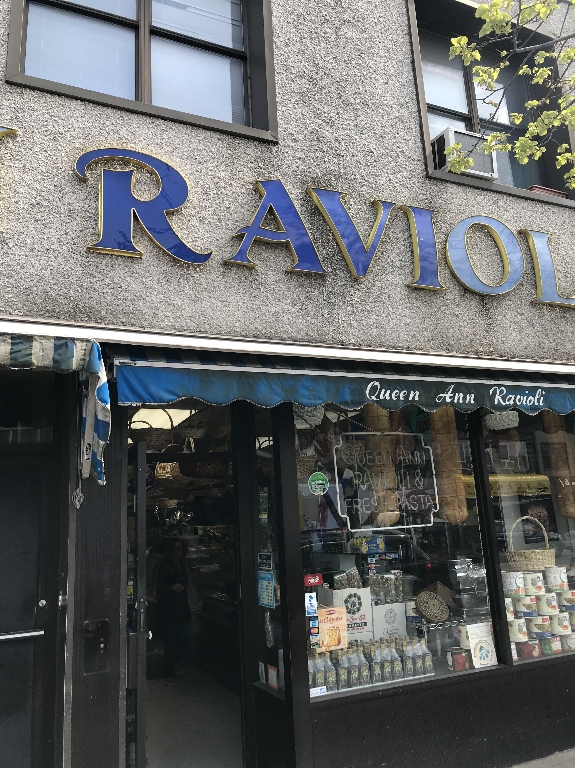 RAVIOL
Queen Ann Ravioli
QUEEN ANN
RAVIOLI &
FRESH PASTA